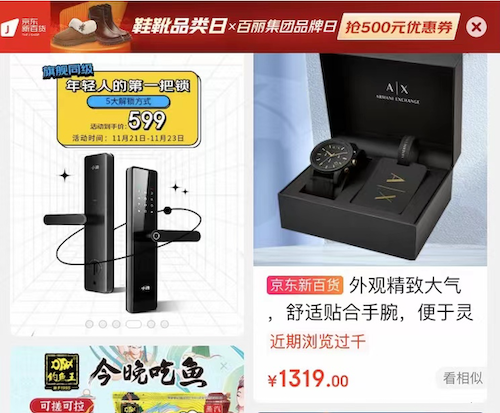 京东
新百货
鞋靴品类日×百丽集团品牌日
抢500元优惠券
旗舰同级
年轻人的第一把锁
5大解锁方式
活动到手价:599
活动时间：11月21日-11月23日
A|X
ARMANI EXCHANGE
京东新百货 外观精致大气
，舒适贴合手腕，便于灵
近期浏览过千
¥1319.00
看相似
钓鱼王
今晚吃鱼
可搓可拉